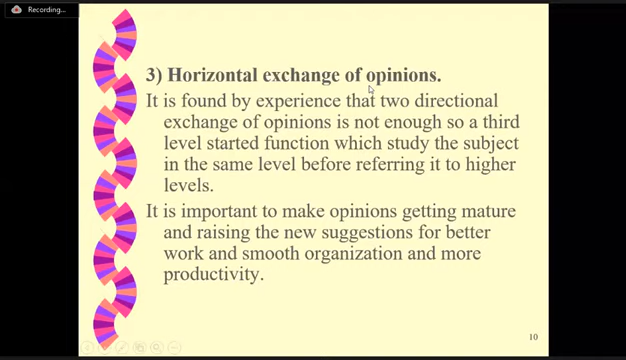 Recording...
3) Horizontal exchange of opinions.
It is found by experience that two directional
exchange of opinions is not enough so a third
level started function which study the subject
in the same level before referring it to higher
levels.
It is important to make opinions getting mature
and raising the new suggestions for better
work and smooth organization and more
productivity.
10